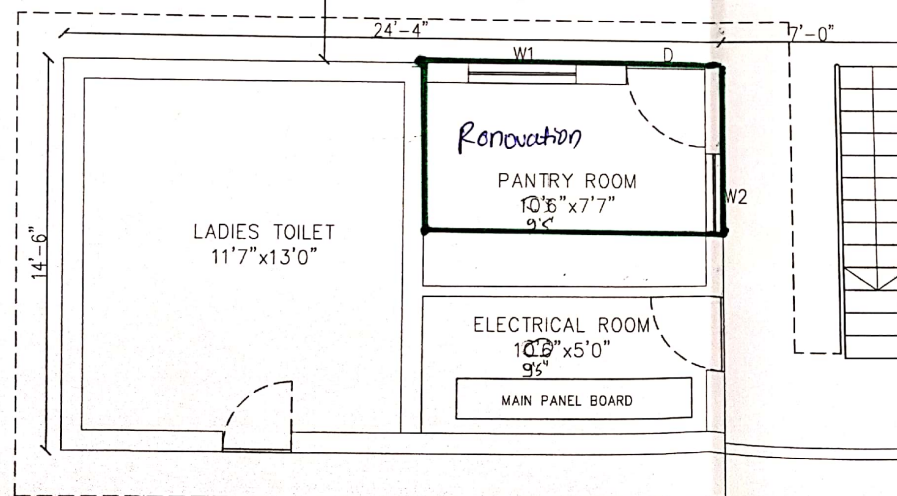 24'-4"
7'-0"
W1
D
Renovation
PANTRY ROOM
10'6"x7'7"
9'5"
W2
LADIES TOILET
11'7"x13'0"
14'-6"
ELECTRICAL ROOM
10'6"x5'0"
9'5"
MAIN PANEL BOARD